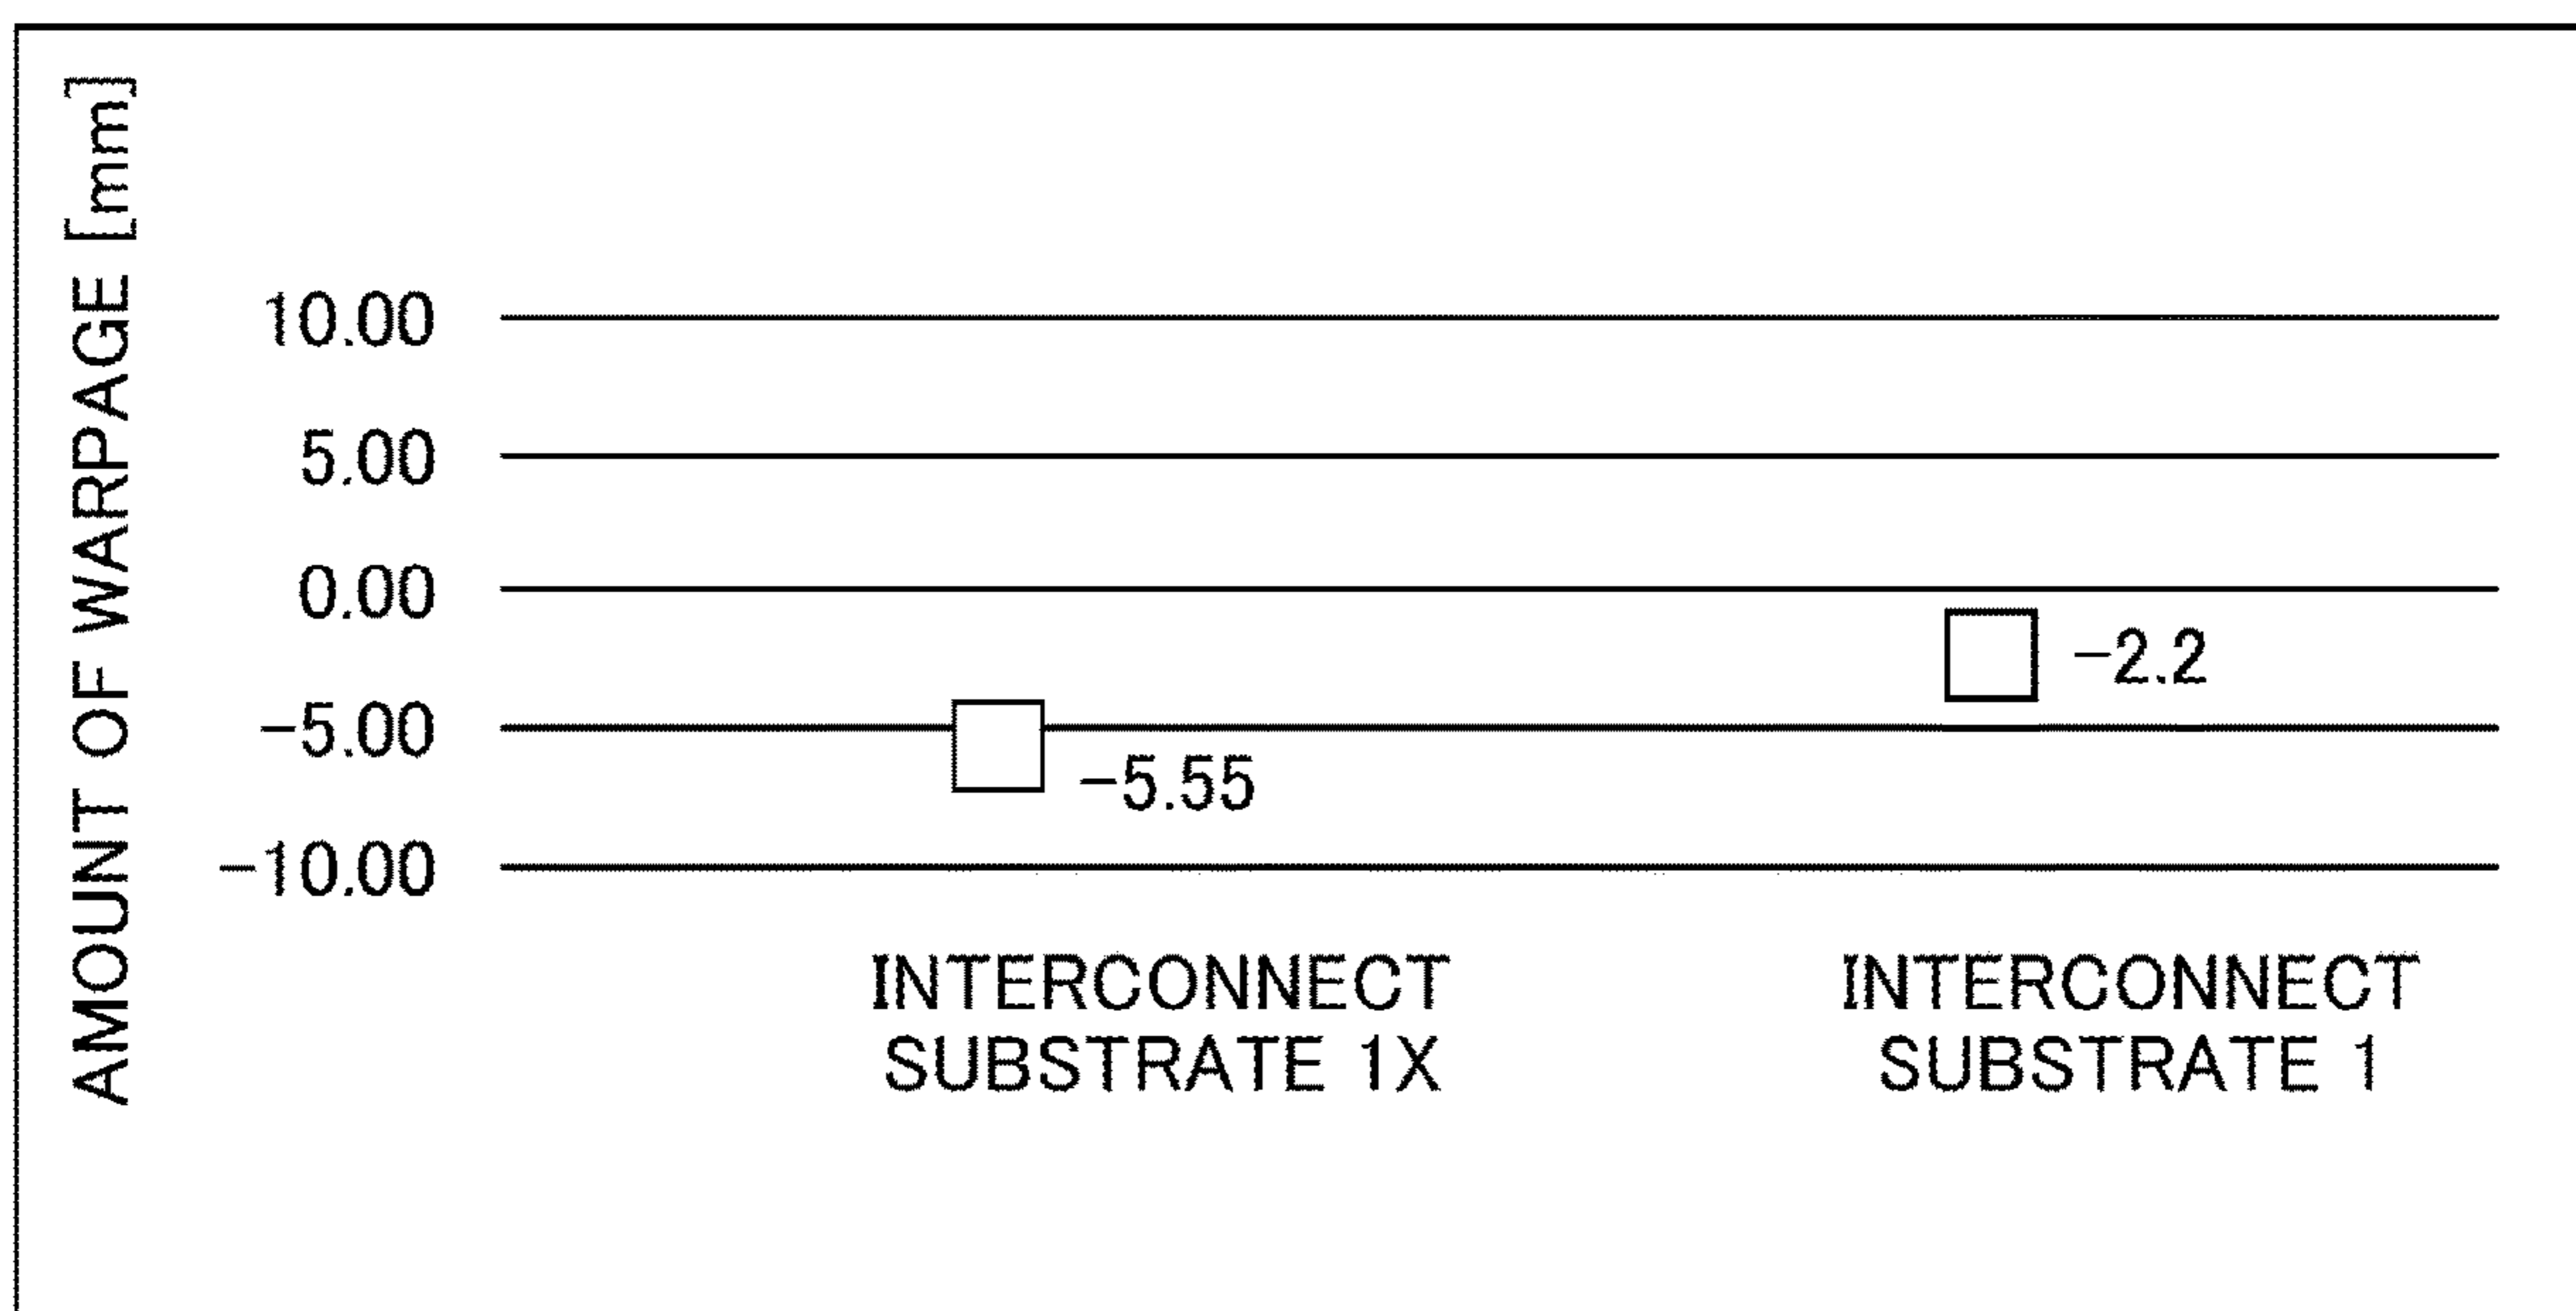 AMOUNT OF WARPAGE [mm]
10.00
5.00
0.00
−5.00
−10.00
−2.2
−5.55
INTERCONNECT
SUBSTRATE 1X
INTERCONNECT
SUBSTRATE 1